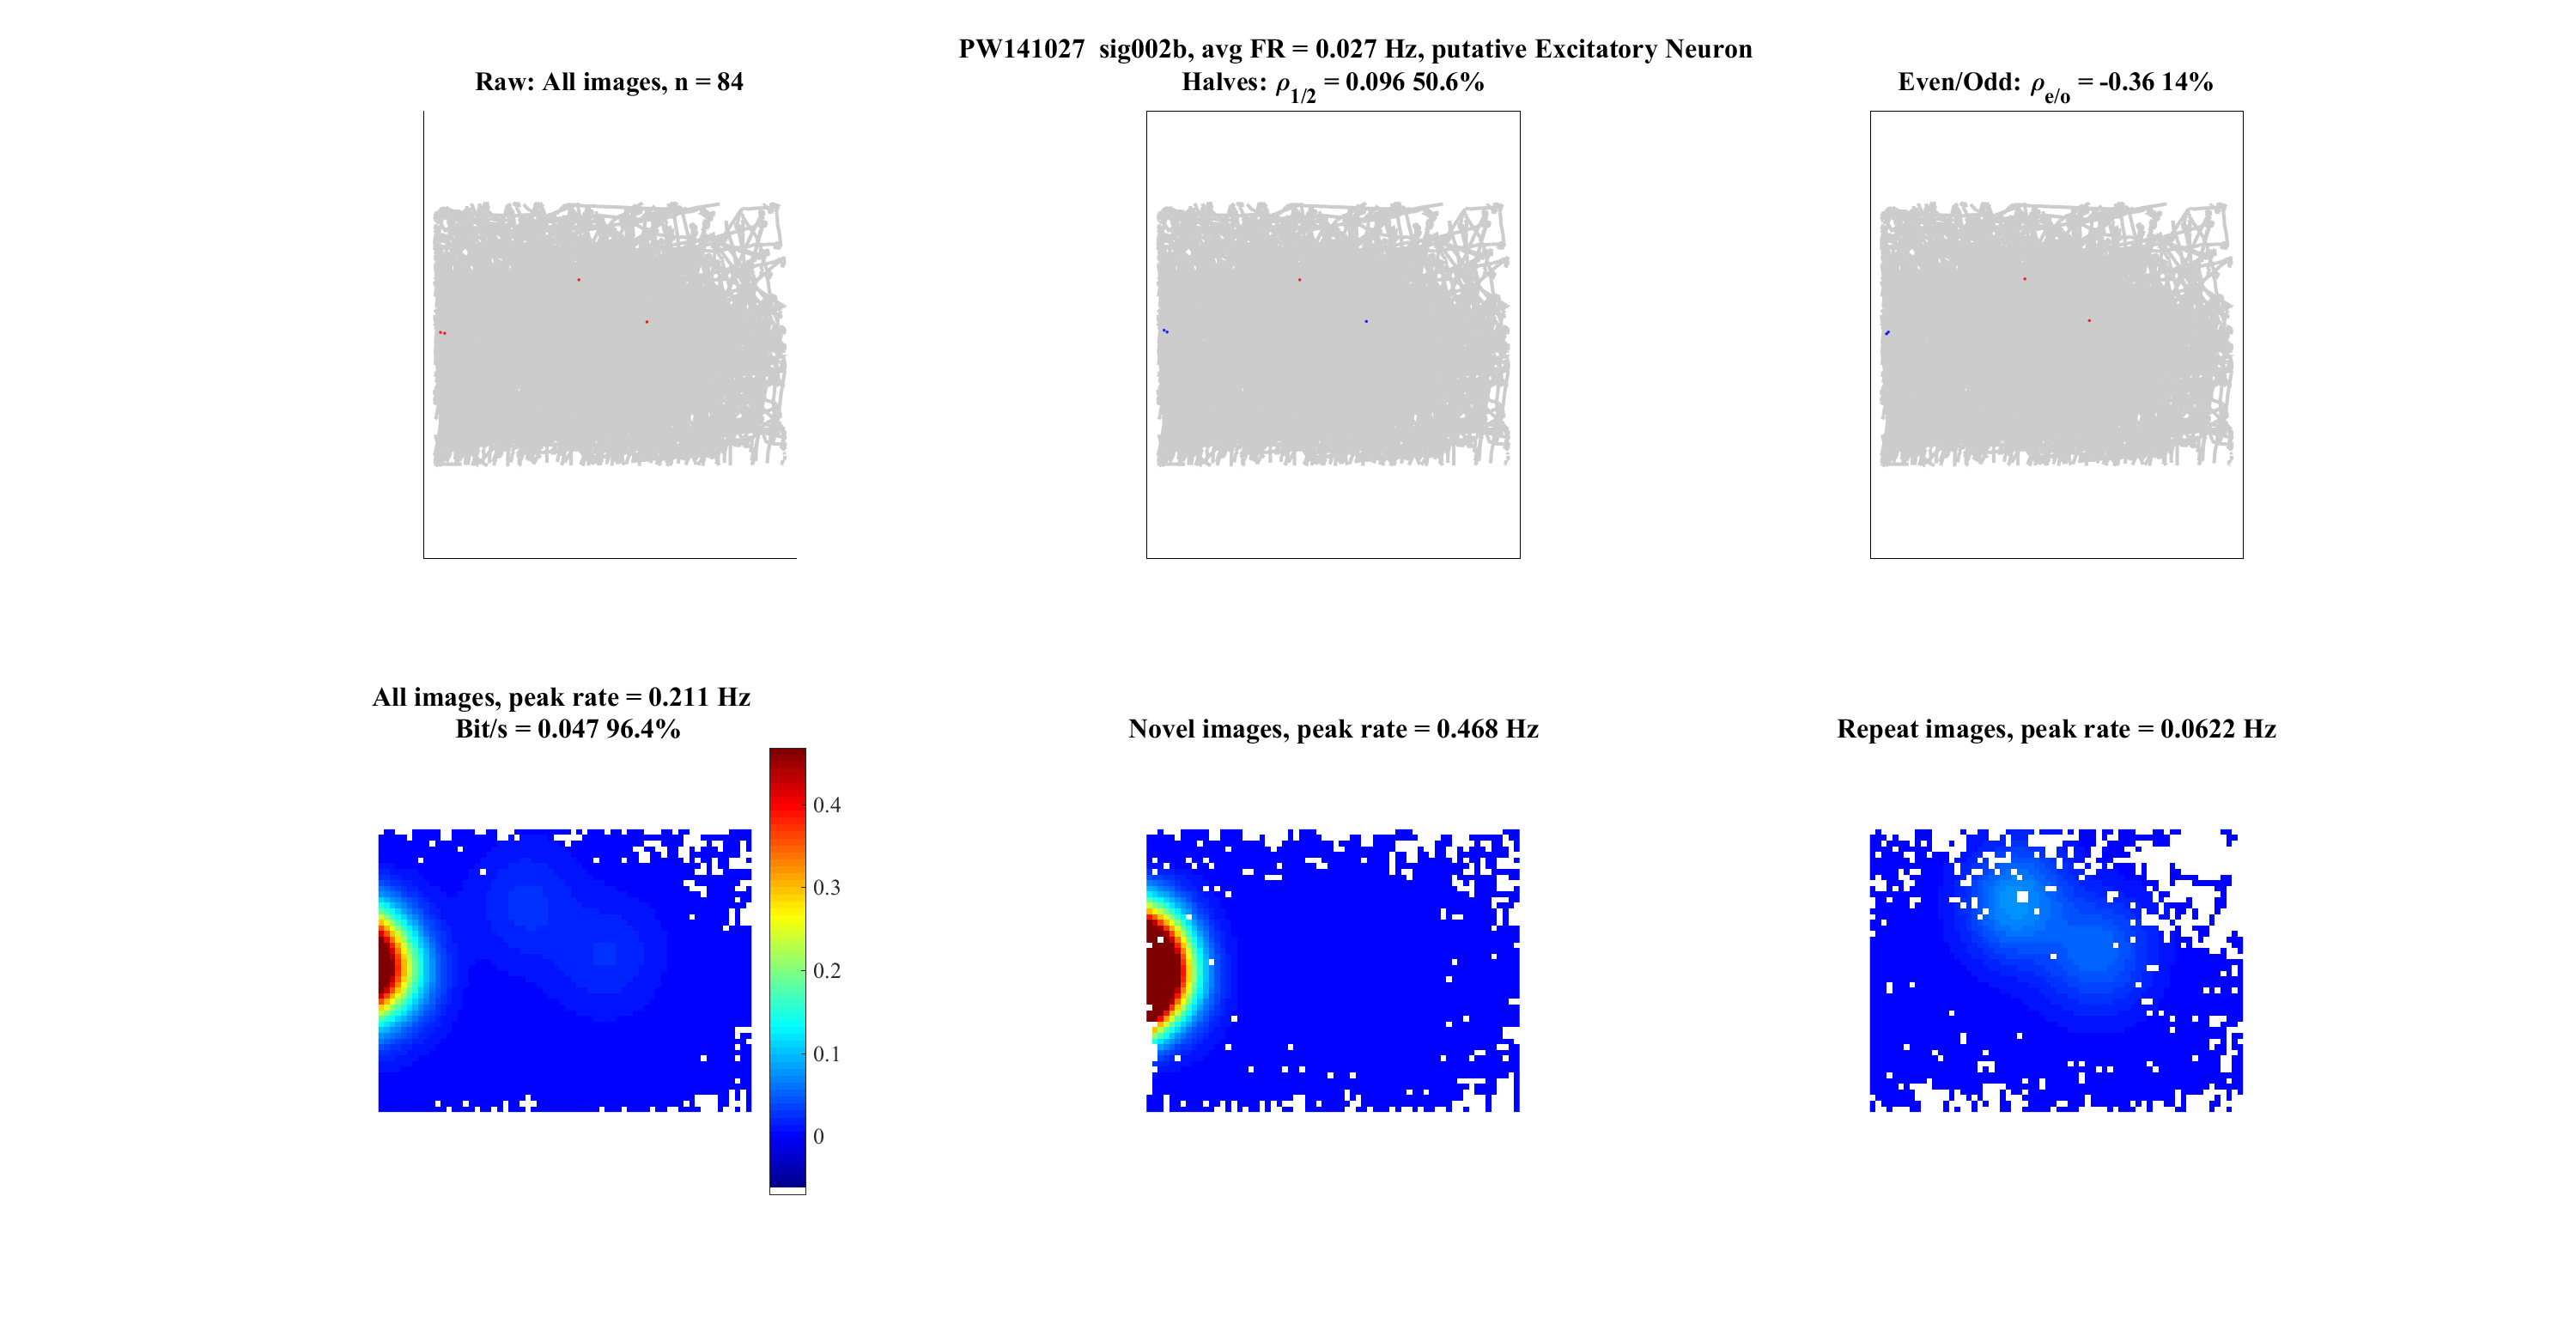 PW141027 sig002b, avg FR = 0.027 Hz, putative Excitatory Neuron
Raw: All images, n = 84
Halves: ρ1/2 = 0.096 50.6%
Even/Odd: ρe/o = -0.36 14%
All images, peak rate = 0.211 Hz
Bit/s = 0.047 96.4%
Novel images, peak rate = 0.468 Hz
Repeat images, peak rate = 0.0622 Hz
0.4
0.3
0.2
0.1
0